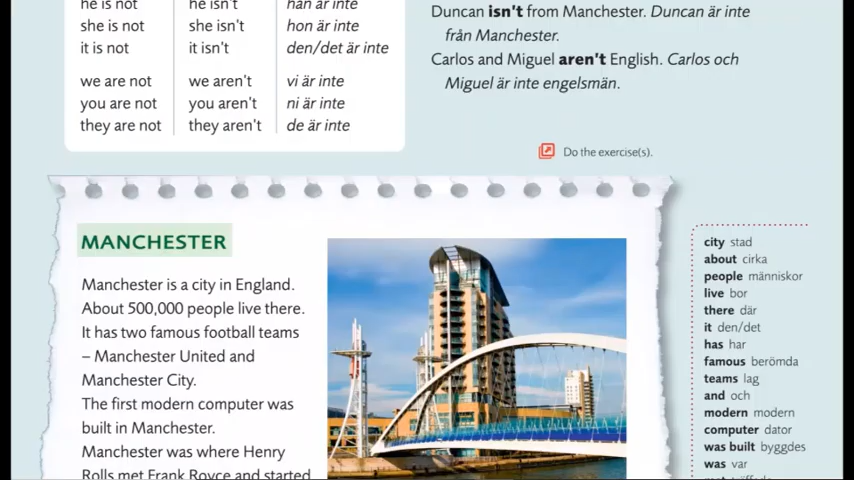 he is not he isn't han är inte
she is not she isn't hon är inte
it is not it isn't den/det är inte
we are not we aren't vi är inte
you are not you aren't ni är inte
they are not they aren't de är inte
Duncan isn't from Manchester. Duncan är inte
från Manchester.
Carlos and Miguel aren't English. Carlos och
Miguel är inte engelsmän.
Do the exercise(s).
MANCHESTER
Manchester is a city in England.
About 500,000 people live there.
It has two famous football teams
– Manchester United and
Manchester City.
The first modern computer was
built in Manchester.
Manchester was where Henry
Rolls met Frank Royce and started
city stad
about cirka
people människor
live bor
there där
it den/det
has har
famous berömda
teams lag
and och
modern modern
computer dator
was built byggdes
was var
met träffade